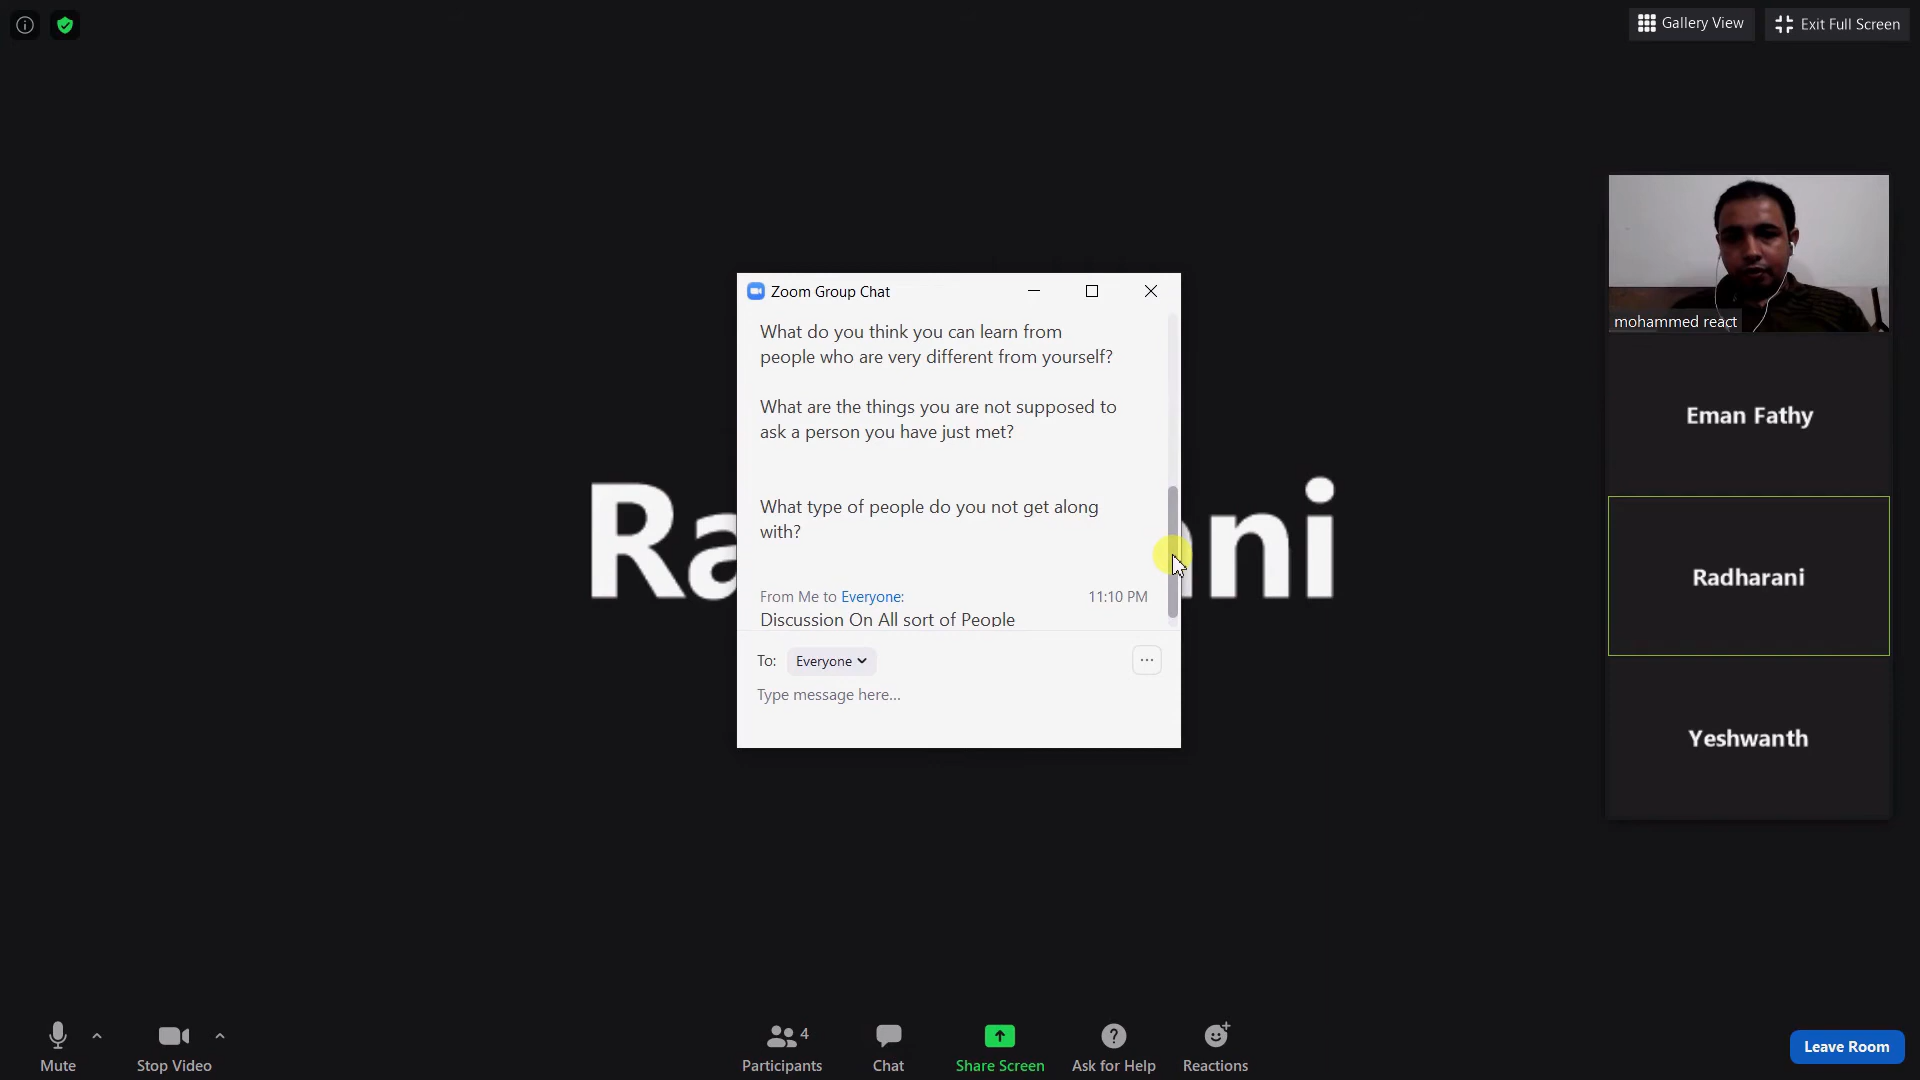 Gallery View
Exit Full Screen
Zoom Group Chat
What do you think you can learn from
people who are very different from yourself?
What are the things you are not supposed to
ask a person you have just met?
What type of people do you not get along
with?
From Me to Everyone: 11:10 PM
Discussion On All sort of People
To: Everyone
Type message here...
Ra
ani
mohammed react
Eman Fathy
Radharani
Yeshwanth
Mute
Stop Video
4
Participants
Chat
Share Screen
Ask for Help
Reactions
Leave Room